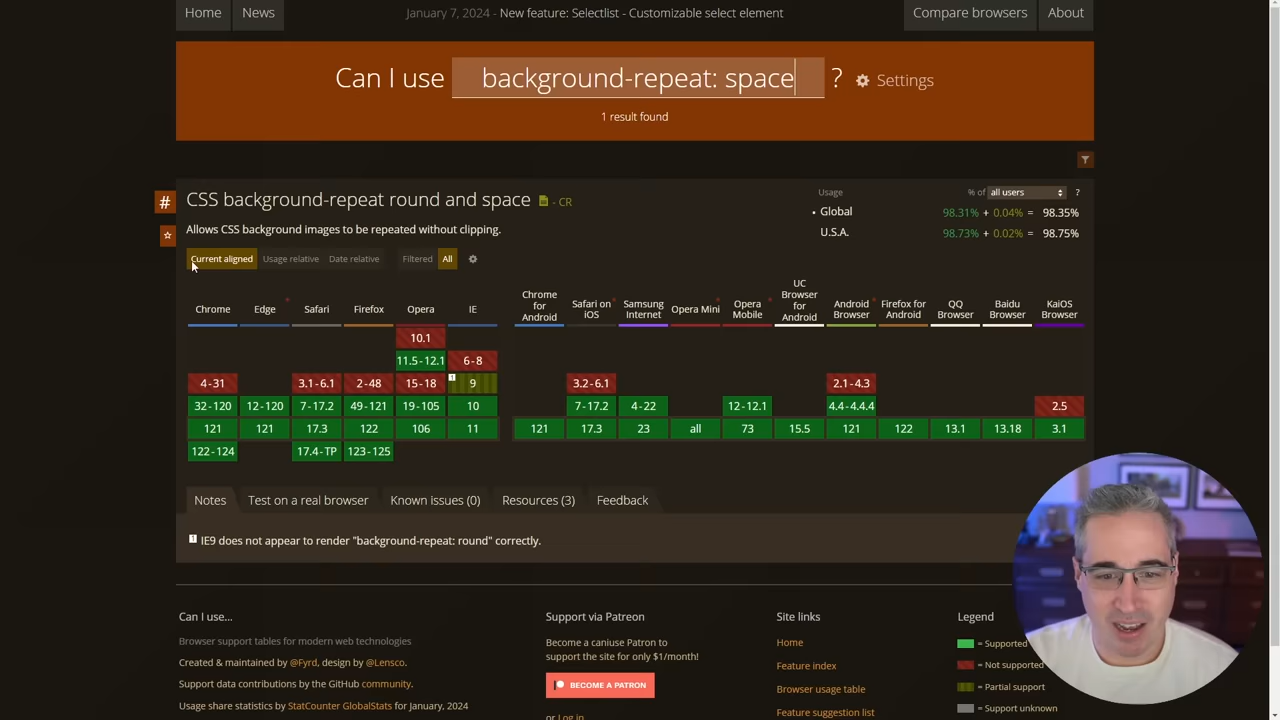 Home
News
January 7, 2024 - New feature: Selectlist - Customizable select element
Compare browsers
About
Can I use background-repeat: space ? Settings
1 result found
# CSS background-repeat round and space - CR
Allows CSS background images to be repeated without clipping.
Usage % of all users ?
Global 98.31% + 0.04% = 98.35%
U.S.A. 98.73% + 0.02% = 98.75%
Current aligned Usage relative Date relative Filtered All
Chrome Edge Safari Firefox Opera IE
Chrome for Android
Safari on iOS
Samsung Internet
Opera Mini
Opera Mobile
UC Browser for Android
Android Browser
Firefox for Android
QQ Browser
Baidu Browser
KaiOS Browser
10.1
11.5-12.1 6-8
4-31 3.1-6.1 2-48 15-18 1 9 3.2-6.1 2.1-4.3
32-120 12-120 7-17.2 49-121 19-105 10 7-17.2 4-22 12-12.1 4.4-4.4.4 2.5
121 121 17.3 122 106 11 121 17.3 23 all 73 15.5 121 122 13.1 13.18 3.1
122-124 17.4-TP 123-125
Notes Test on a real browser Known issues (0) Resources (3) Feedback
1 IE9 does not appear to render "background-repeat: round" correctly.
Can I use...
Browser support tables for modern web technologies
Created & maintained by @Fyrd, design by @Lensco.
Support data contributions by the GitHub community.
Usage share statistics by StatCounter GlobalStats for January, 2024
Support via Patreon
Become a caniuse Patron to
support the site for only $1/month!
BECOME A PATRON
or Log in
Site links
Home
Feature index
Browser usage table
Feature suggestion list
Legend
= Supported
= Not supported
= Partial support
= Support unknown